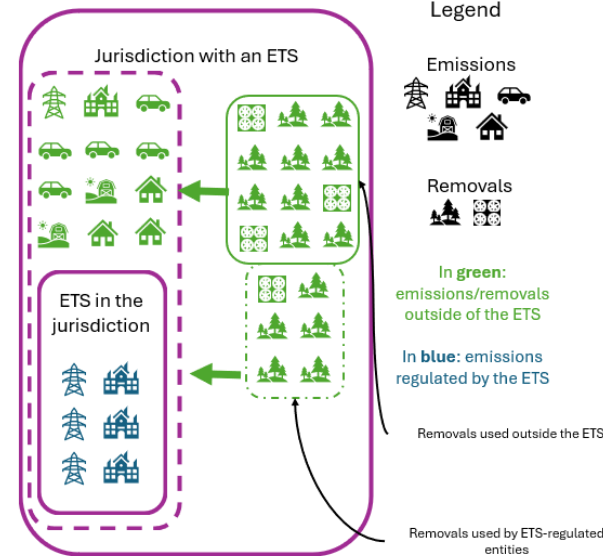 Legend
Jurisdiction with an ETS
Emissions
Removals
In green:
emissions/removals
outside of the ETS
ETS in the
jurisdiction
In blue: emissions
regulated by the ETS
Removals used outside the ETS
Removals used by ETS-regulated
entities